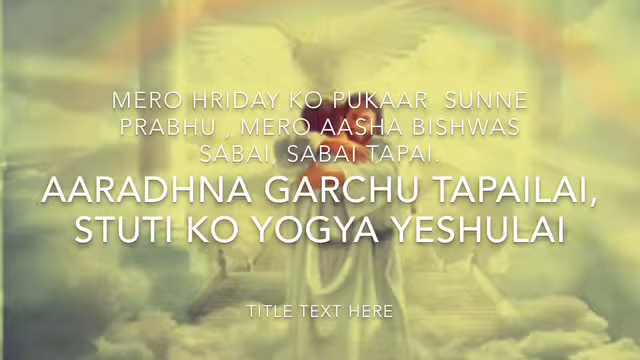 MERO HRIDAY KO PUKAAR SUNNE
PRABHU , MERO AASHA BISHWAS
SABAI, SABAI TAPAI.
AARADHNA GARCHU TAPAILAI,
STUTI KO YOGYA YESHULAI
TITLE TEXT HERE